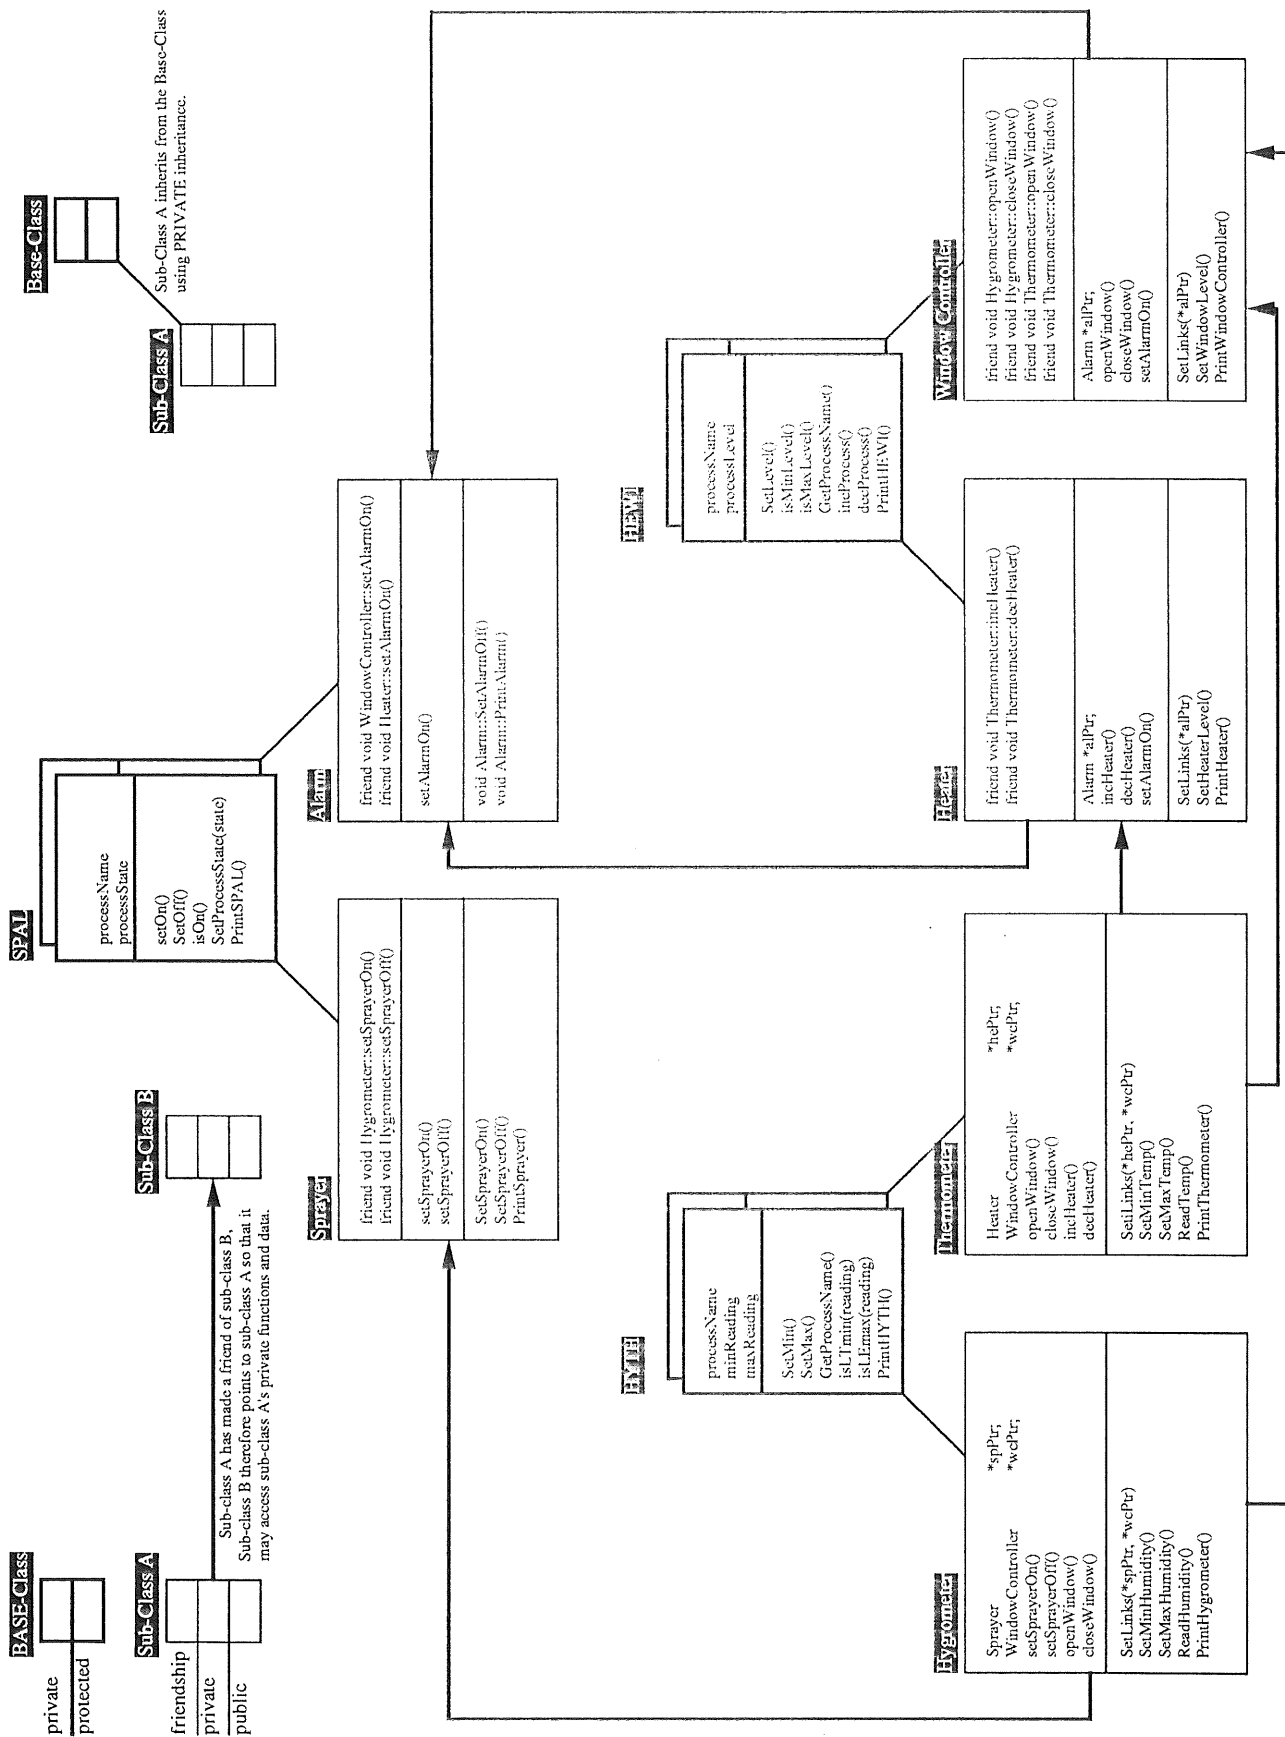 BASE-Class
private
protected
Sub-Class A
friendship
private
public
Sub-Class A has made a friend of sub-class B,
Sub-class B therefore points to sub-class A so that it
may access sub-class A's private functions and data.
Sub-Class B
Base-Class
Sub-Class A
Sub-Class A inherits from the Base-Class
using PRIVATE inheritance.
SPAL
processName
processState
setOn()
SetOff()
isOn()
SetProcessState(state)
PrintSPAL()
Sprayer
friend void Hygrometer::setSprayerOn()
friend void Hygrometer::setSprayerOff()
setSprayerOn()
setSprayerOff()
SetSprayerOn()
SetSprayerOff()
PrintSprayer()
Alarm
friend void WindowController::setAlarmOn()
friend void Heater::setAlarmOn()
setAlarmOn()
void Alarm::SetAlarmOff()
void Alarm::PrintAlarm()
HYTH
processName
minReading
maxReading
SetMin()
SetMax()
GetProcessName()
isLTmin(reading)
isLEmax(reading)
PrintHYTH()
HEWI
processName
processLevel
SetLevel()
isMinLevel()
isMaxLevel()
GetProcessName()
incProcess()
decProcess()
PrintHEWI()
Hygrometer
Sprayer *spPtr;
WindowController *wcPtr;
setSprayerOn()
setSprayerOff()
openWindow()
closeWindow()
SetLinks(*spPtr, *wcPtr)
SetMinHumidity()
SetMaxHumidity()
ReadHumidity()
PrintHygrometer()
Thermometer
Heater *hePtr;
WindowController *wcPtr;
openWindow()
closeWindow()
incHeater()
decHeater()
SetiLinks(*hePtr, *wcPtr)
SetMinTemp()
SetMaxTemp()
ReadTemp()
PrintThermometer()
Heater
friend void Thermometer::incHeater()
friend void Thermometer::decHeater()
Alarm *alPtr;
incHeater()
decHeater()
setAlarmOn()
SetLinks(*alPtr)
SetHeaterLevel()
PrintHeater()
Window Controller
friend void Hygrometer::openWindow()
friend void Hygrometer::closeWindow()
friend void Thermometer::openWindow()
friend void Thermometer::closeWindow()
Alarm *alPtr;
openWindow()
closeWindow()
setAlarmOn()
SetLinks(*alPtr)
SetWindowLevel()
PrintWindowController()